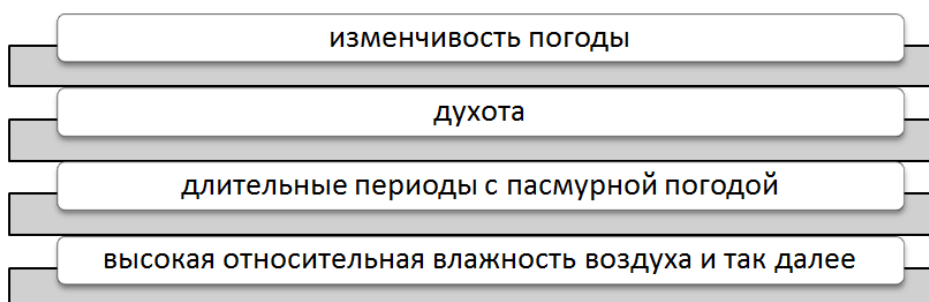 изменчивость погоды
духота
длительные периоды с пасмурной погодой
высокая относительная влажность воздуха и так далее